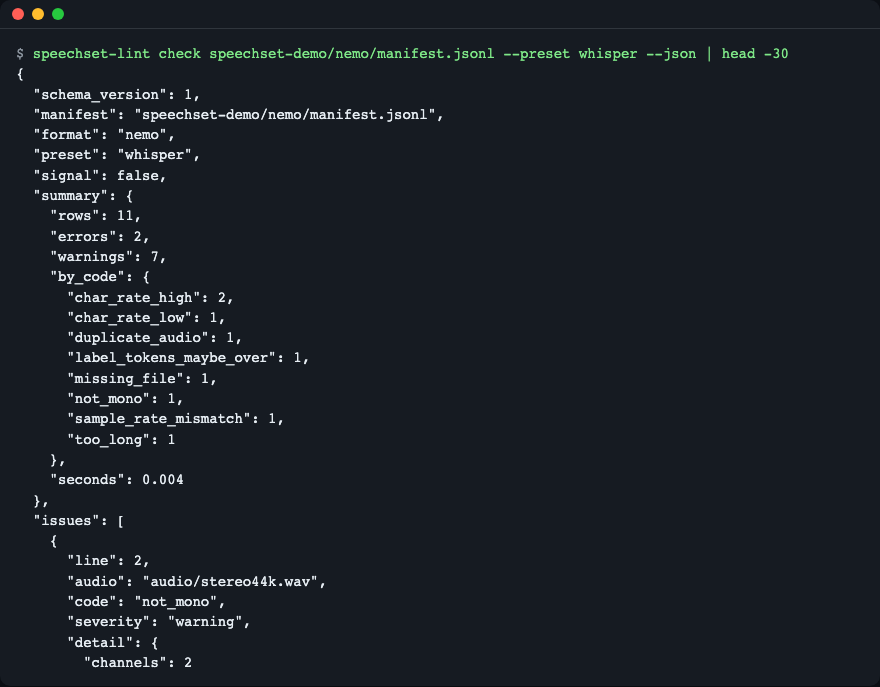 $ speechset-lint check speechset-demo/nemo/manifest.jsonl --preset whisper --json | head -30
{
  "schema_version": 1,
  "manifest": "speechset-demo/nemo/manifest.jsonl",
  "format": "nemo",
  "preset": "whisper",
  "signal": false,
  "summary": {
    "rows": 11,
    "errors": 2,
    "warnings": 7,
    "by_code": {
      "char_rate_high": 2,
      "char_rate_low": 1,
      "duplicate_audio": 1,
      "label_tokens_maybe_over": 1,
      "missing_file": 1,
      "not_mono": 1,
      "sample_rate_mismatch": 1,
      "too_long": 1
    },
    "seconds": 0.004
  },
  "issues": [
    {
      "line": 2,
      "audio": "audio/stereo44k.wav",
      "code": "not_mono",
      "severity": "warning",
      "detail": {
        "channels": 2